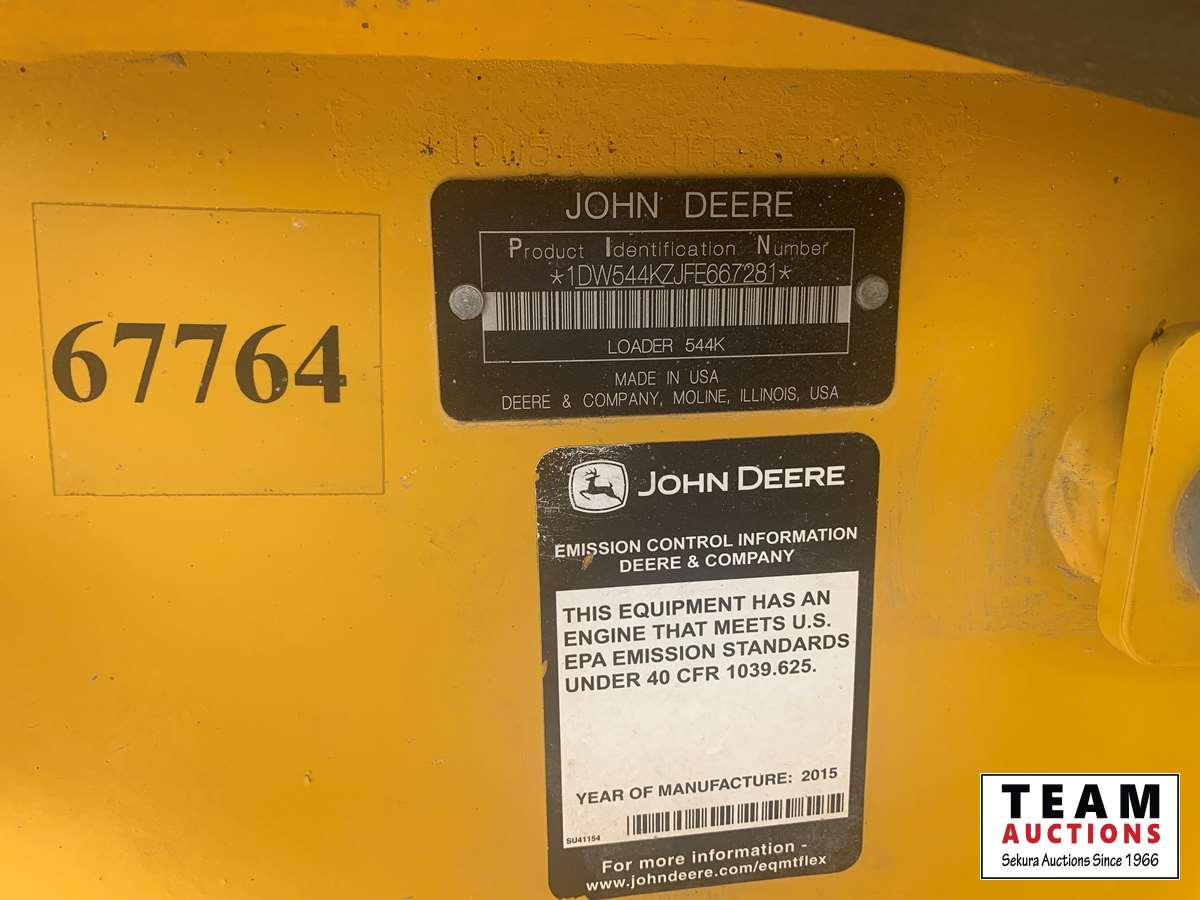 *1DW544KZJFE667281*
JOHN DEERE
Product Identification Number
*1DW544KZJFE667281*
LOADER 544K
MADE IN USA
DEERE & COMPANY, MOLINE, ILLINOIS, USA
67764
JOHN DEERE
EMISSION CONTROL INFORMATION
DEERE & COMPANY
THIS EQUIPMENT HAS AN
ENGINE THAT MEETS U.S.
EPA EMISSION STANDARDS
UNDER 40 CFR 1039.625.
YEAR OF MANUFACTURE: 2015
SU41154
For more information -
www.johndeere.com/eqmtflex
TEAM
AUCTIONS
Sekura Auctions Since 1966